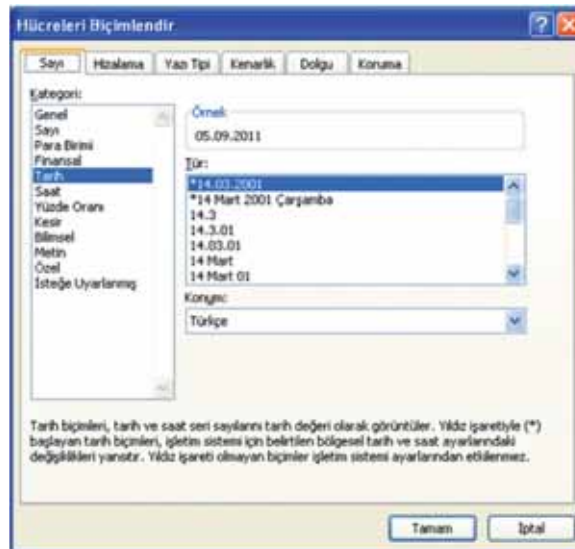 Hücreleri Biçimlendir
Sayı Hizalama Yazı Tipi Kenarlık Dolgu Koruma
Kategori:
Genel
Sayı
Para Birimi
Finansal
Tarih
Saat
Yüzde Oranı
Kesir
Bilimsel
Metin
Özel
İsteğe Uyarlanmış
Örnek
05.09.2011
Tür:
*14.03.2001
*14 Mart 2001 Çarşamba
14.3
14.3.01
14.03.01
14 Mart
14 Mart 01
Konum:
Türkçe
Tarih biçimleri, tarih ve saat seri sayılarını tarih değeri olarak görüntüler. Yıldız işaretiyle (*)
başlayan tarih biçimleri, işletim sistemi için belirtilen bölgesel tarih ve saat ayarlarındaki
değişiklikleri yansıtır. Yıldız işareti olmayan biçimler işletim sistemi ayarlarından etkilenmez.
Tamam İptal